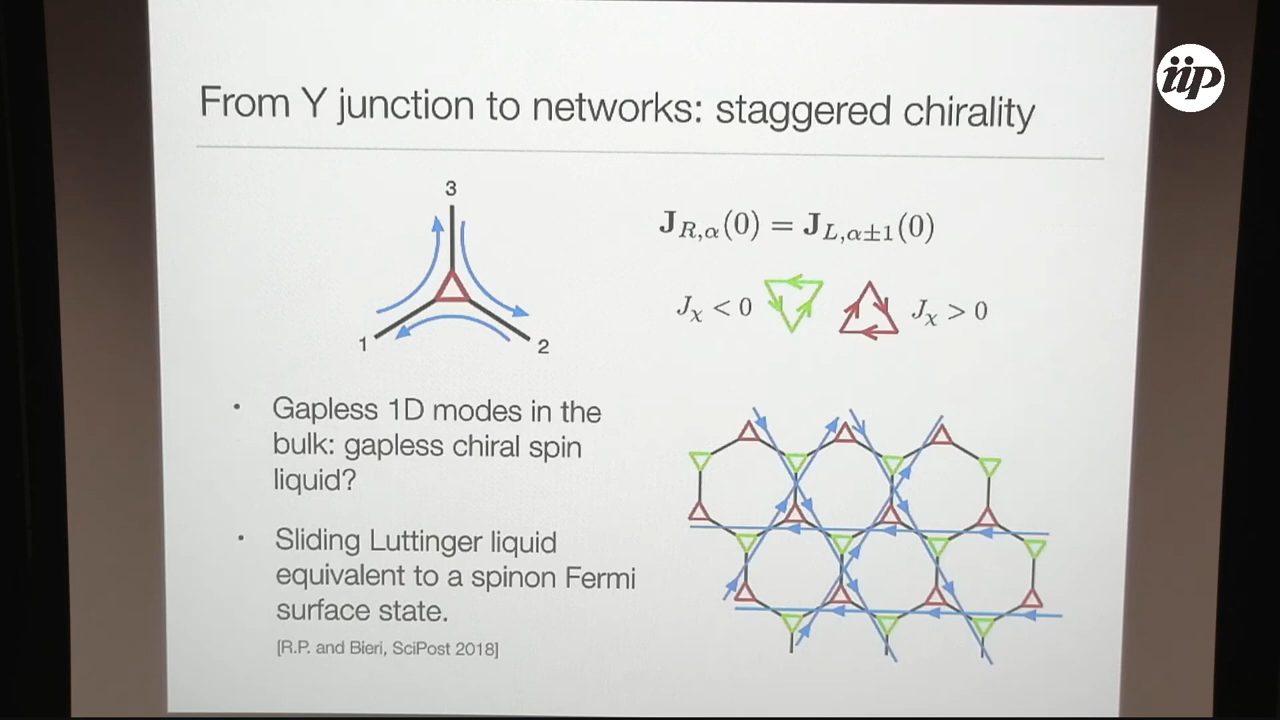 iip
From Y junction to networks: staggered chirality
3
1
2
𝐉_{R,α}(0) = 𝐉_{L,α±1}(0)
J_χ < 0
J_χ > 0
• Gapless 1D modes in the
bulk: gapless chiral spin
liquid?
• Sliding Luttinger liquid
equivalent to a spinon Fermi
surface state.
[R.P. and Bieri, SciPost 2018]